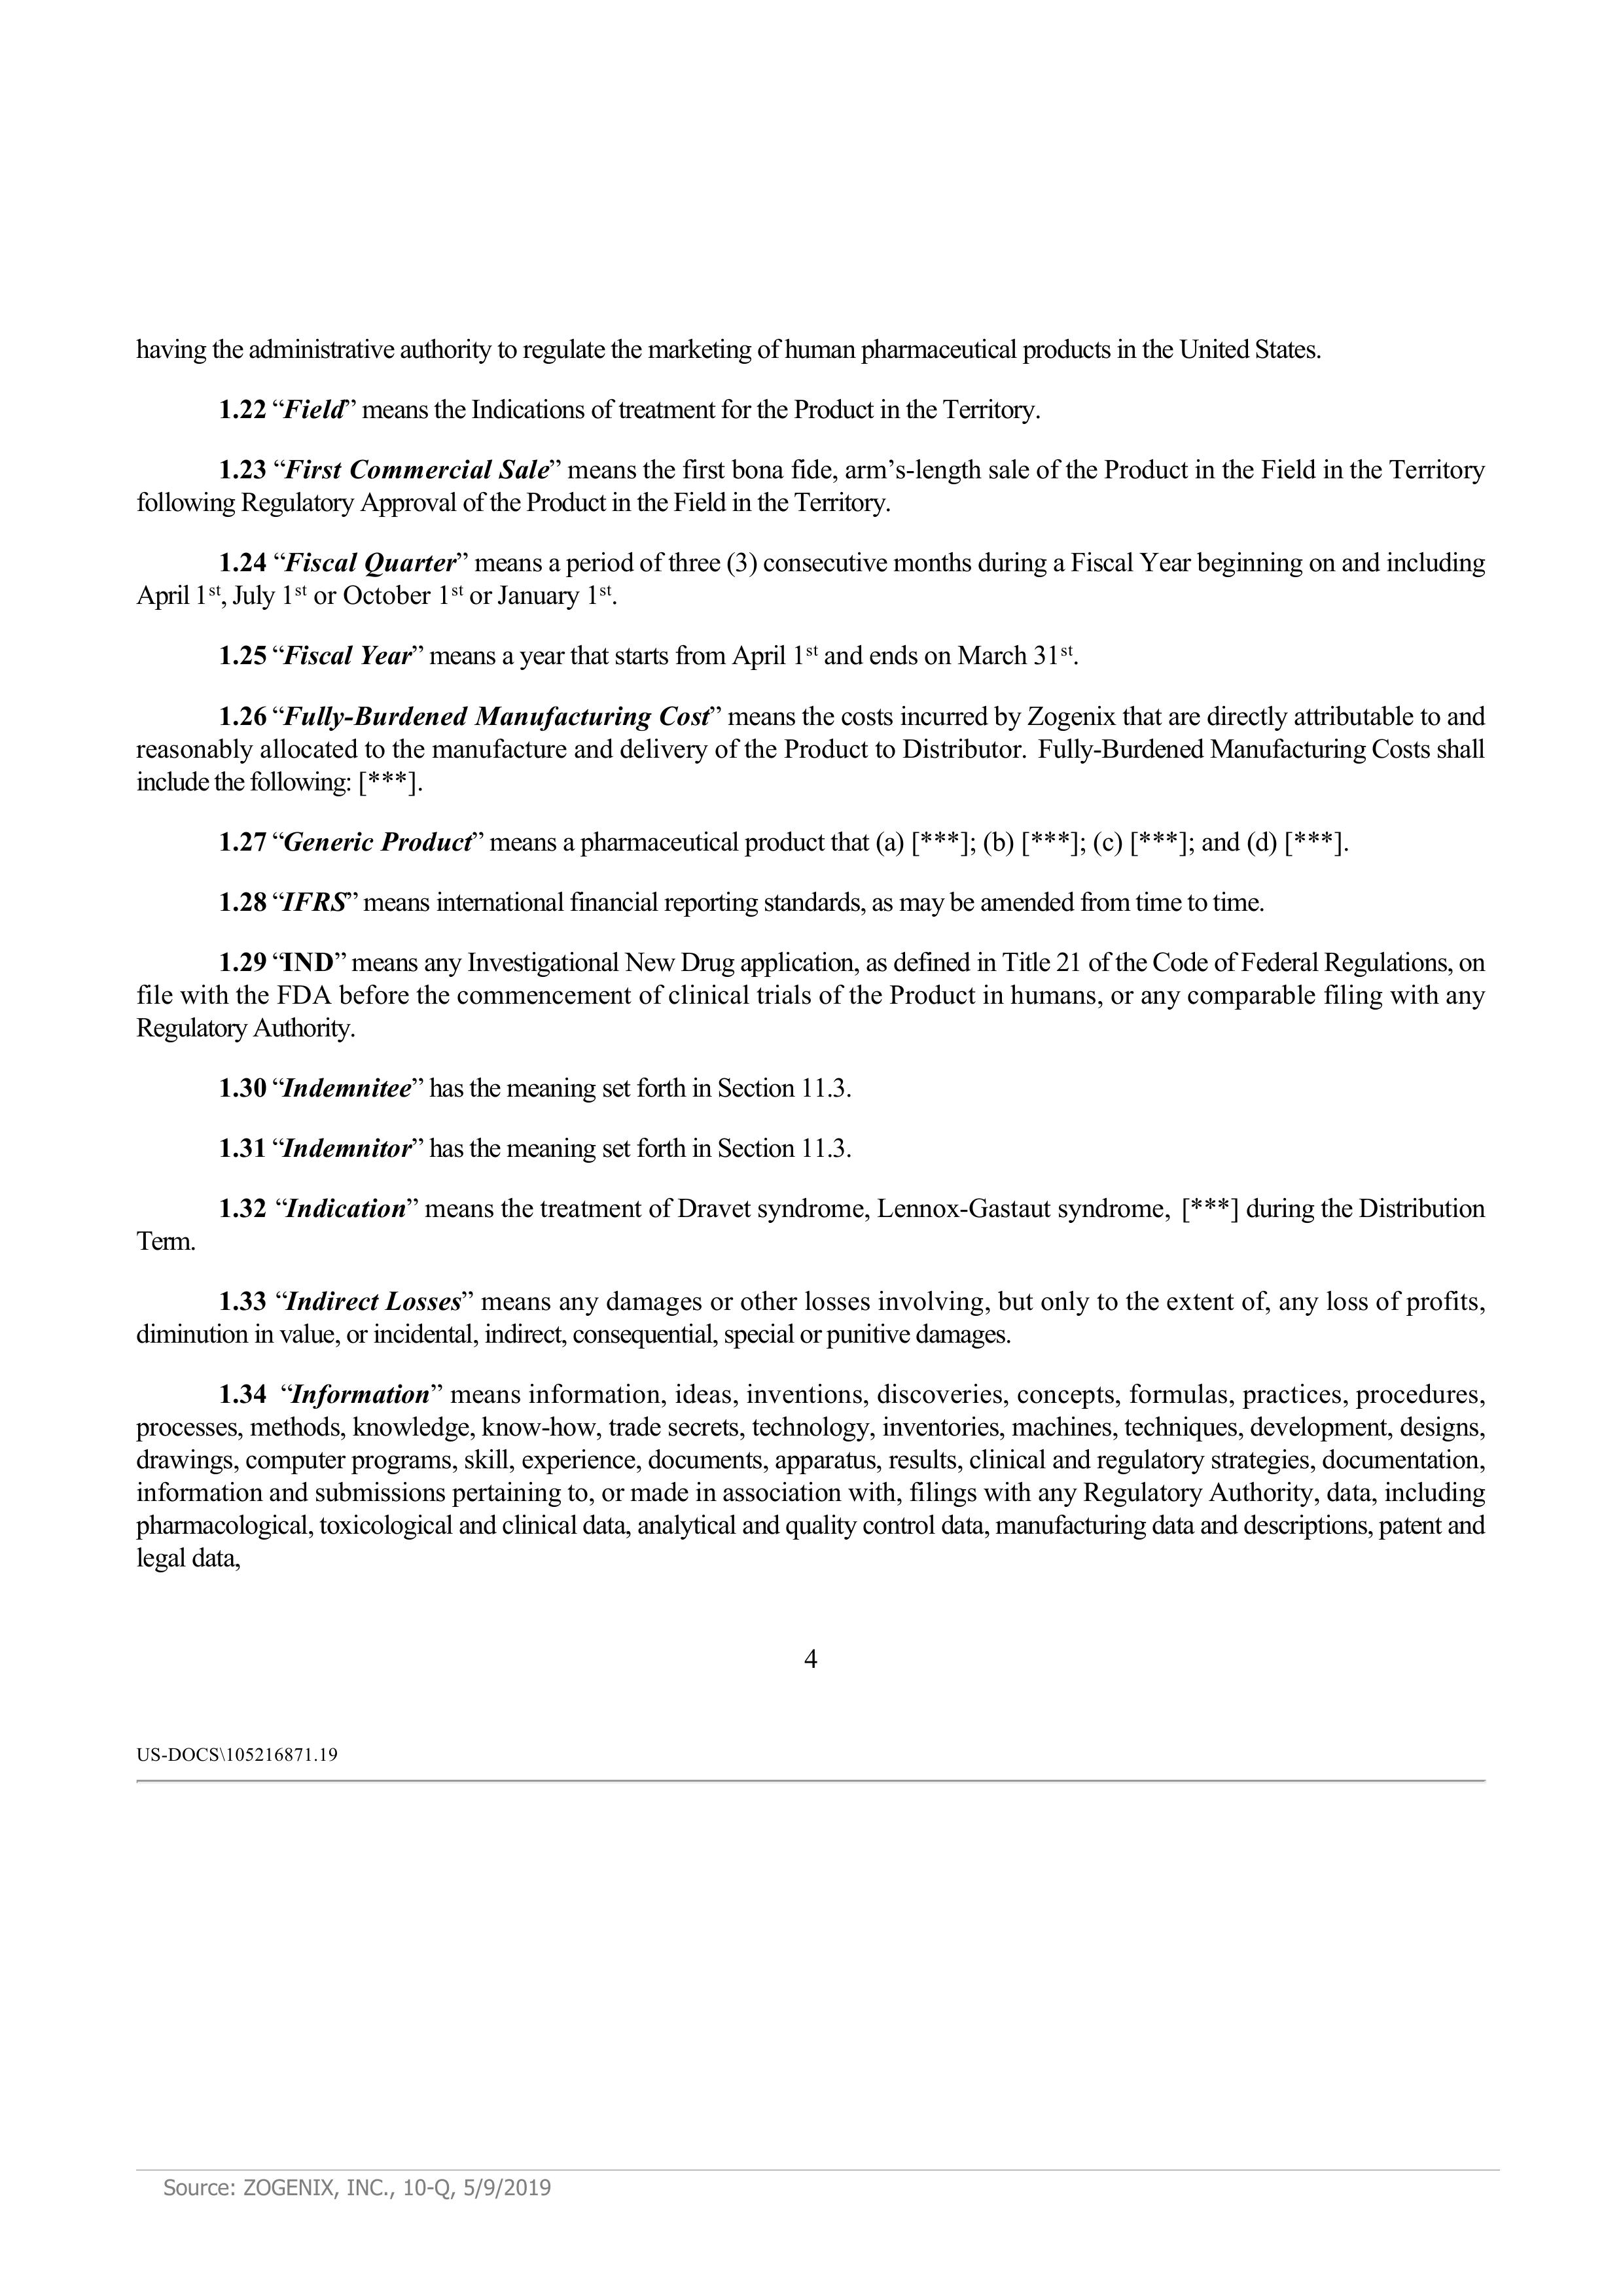 having the administrative authority to regulate the marketing of human pharmaceutical products in the United States.
1.22 “Field” means the Indications of treatment for the Product in the Territory.
1.23 “First Commercial Sale” means the first bona fide, arm’s-length sale of the Product in the Field in the Territory
following Regulatory Approval of the Product in the Field in the Territory.
1.24 “Fiscal Quarter” means a period of three (3) consecutive months during a Fiscal Year beginning on and including
April 1st, July 1st or October 1st or January 1st.
1.25 “Fiscal Year” means a year that starts from April 1st and ends on March 31st.
1.26 “Fully-Burdened Manufacturing Cost” means the costs incurred by Zogenix that are directly attributable to and
reasonably allocated to the manufacture and delivery of the Product to Distributor. Fully-Burdened Manufacturing Costs shall
include the following: [***].
1.27 “Generic Product” means a pharmaceutical product that (a) [***]; (b) [***]; (c) [***]; and (d) [***].
1.28 “IFRS” means international financial reporting standards, as may be amended from time to time.
1.29 “IND” means any Investigational New Drug application, as defined in Title 21 of the Code of Federal Regulations, on
file with the FDA before the commencement of clinical trials of the Product in humans, or any comparable filing with any
Regulatory Authority.
1.30 “Indemnitee” has the meaning set forth in Section 11.3.
1.31 “Indemnitor” has the meaning set forth in Section 11.3.
1.32 “Indication” means the treatment of Dravet syndrome, Lennox-Gastaut syndrome, [***] during the Distribution
Term.
1.33 “Indirect Losses” means any damages or other losses involving, but only to the extent of, any loss of profits,
diminution in value, or incidental, indirect, consequential, special or punitive damages.
1.34 “Information” means information, ideas, inventions, discoveries, concepts, formulas, practices, procedures,
processes, methods, knowledge, know-how, trade secrets, technology, inventories, machines, techniques, development, designs,
drawings, computer programs, skill, experience, documents, apparatus, results, clinical and regulatory strategies, documentation,
information and submissions pertaining to, or made in association with, filings with any Regulatory Authority, data, including
pharmacological, toxicological and clinical data, analytical and quality control data, manufacturing data and descriptions, patent and
legal data,
4
US-DOCS\105216871.19
Source: ZOGENIX, INC., 10-Q, 5/9/2019